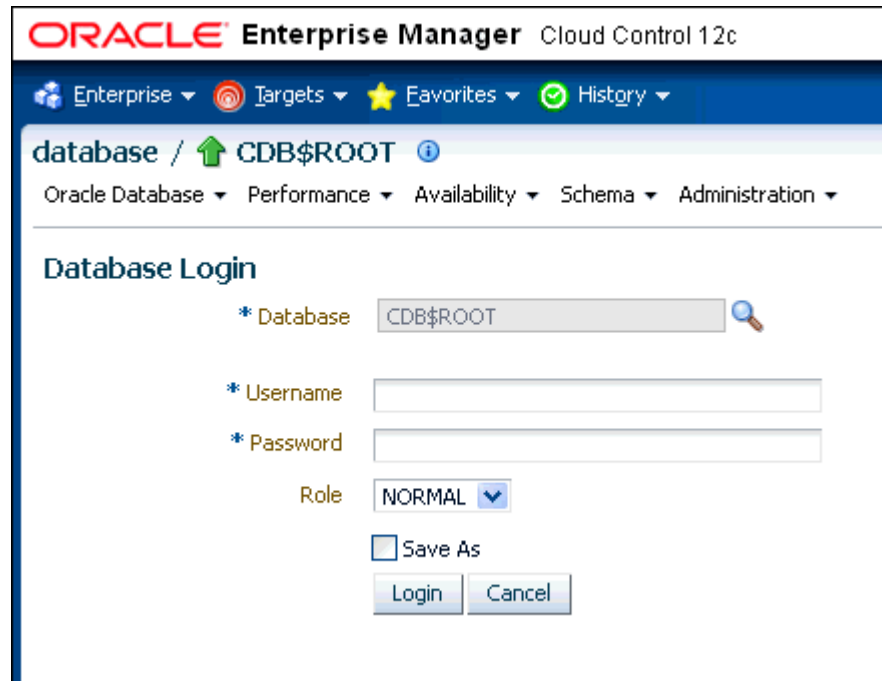 ORACLE Enterprise Manager Cloud Control 12c
Enterprise Targets Favorites History
database / CDB$ROOT
Oracle Database Performance Availability Schema Administration
Database Login
* Database CDB$ROOT
* Username
* Password
Role NORMAL
Save As
Login Cancel